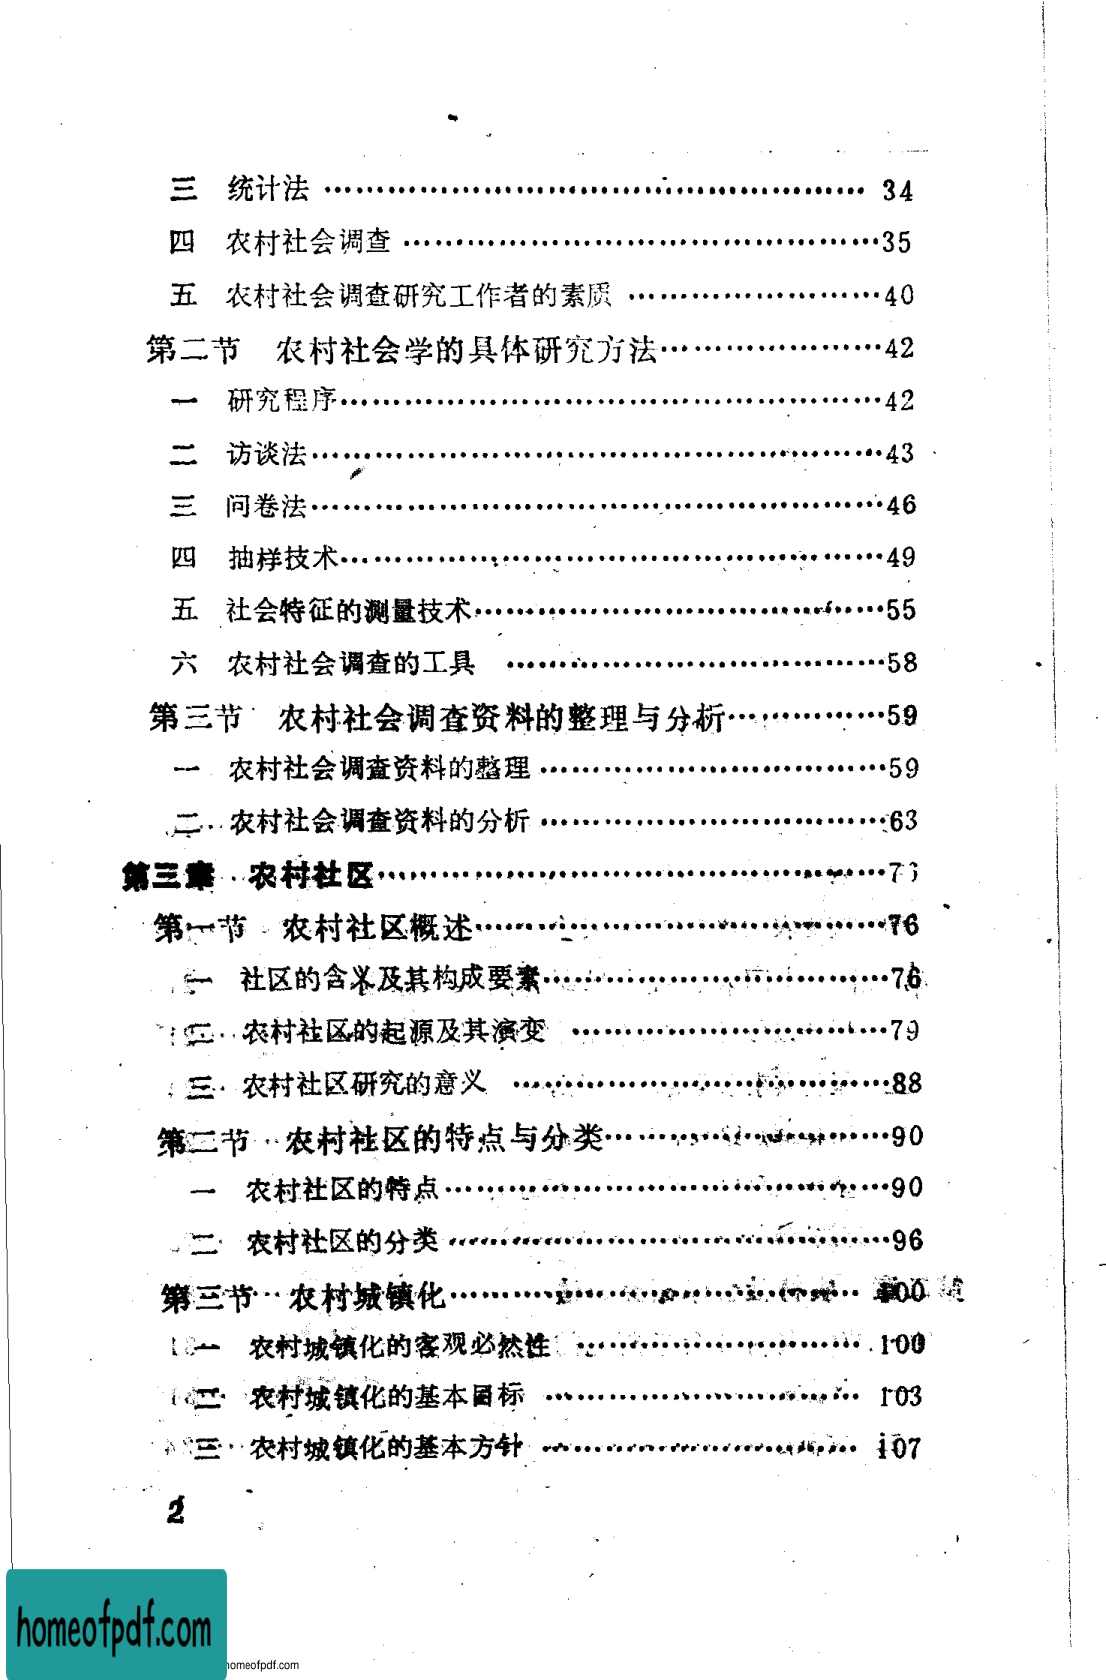 三 统计法 …………………………………… 34
四 农村社会调查 ……………………………35
五 农村社会调查研究工作者的素质 ………………40
第二节 农村社会学的具体研究方法………………42
一 研究程序……………………………………42
二 访谈法………………………………………43
三 问卷法………………………………………46
四 抽样技术……………………………………49
五 社会特征的测量技术…………………………55
六 农村社会调查的工具 ………………………58
第三节 农村社会调查资料的整理与分析…………59
一 农村社会调查资料的整理 ……………………59
二 农村社会调查资料的分析 ……………………63
第三章 农村社区…………………………………
第一节 农村社区概述……………………………76
一 社区的含义及其构成要素……………………76
二 农村社区的起源及其演变 …………………79
三 农村社区研究的意义 ………………………88
第二节 农村社区的特点与分类…………………90
一 农村社区的特点……………………………90
二 农村社区的分类 ……………………………96
第三节 农村城镇化…………………………… 100
一 农村城镇化的客观必然性 ………………… 100
二 农村城镇化的基本目标 …………………… 103
三 农村城镇化的基本方针 …………………… 107
2
homeofpdf.com
homeofpdf.com